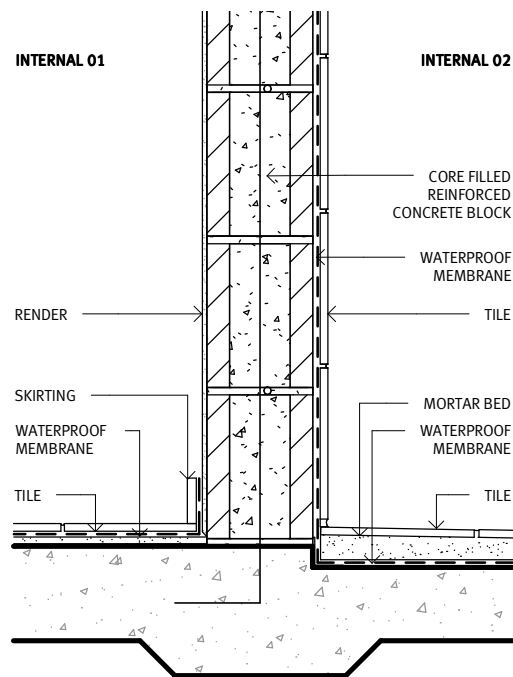 INTERNAL 01
INTERNAL 02
CORE FILLED
REINFORCED
CONCRETE BLOCK
WATERPROOF
MEMBRANE
RENDER
TILE
SKIRTING
MORTAR BED
WATERPROOF
MEMBRANE
WATERPROOF
MEMBRANE
TILE
TILE